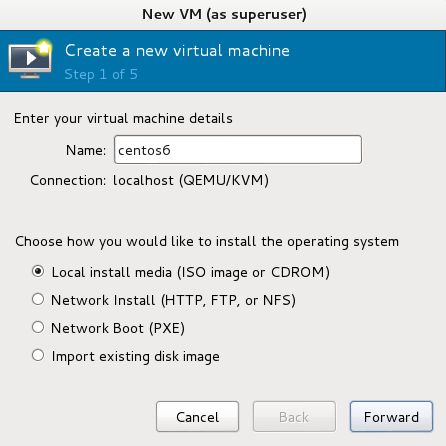 New VM (as superuser)
Create a new virtual machine
Step 1 of 5
Enter your virtual machine details
Name: centos6
Connection: localhost (QEMU/KVM)
Choose how you would like to install the operating system
Local install media (ISO image or CDROM)
Network Install (HTTP, FTP, or NFS)
Network Boot (PXE)
Import existing disk image
Cancel Back Forward